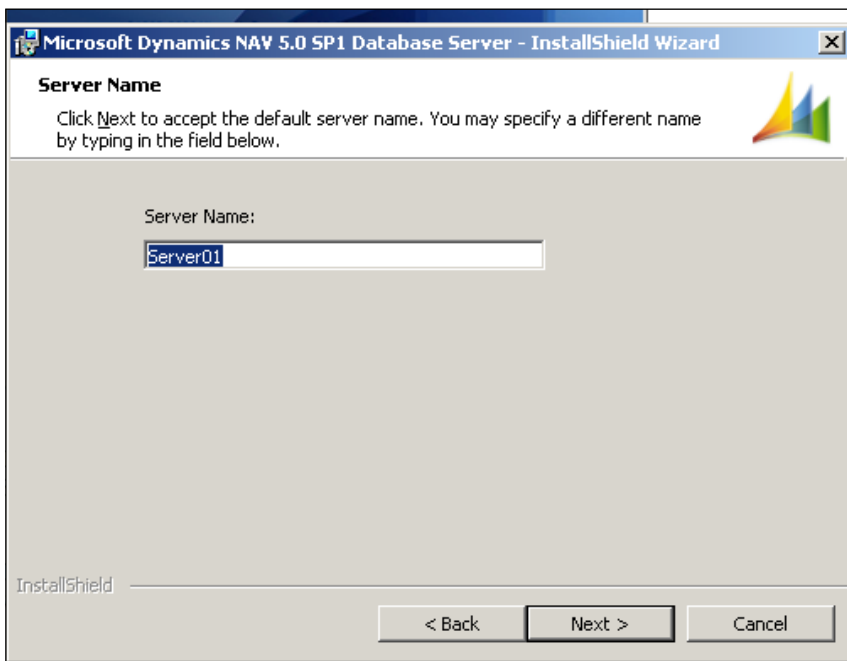 Microsoft Dynamics NAV 5.0 SP1 Database Server - InstallShield Wizard
Server Name
Click Next to accept the default server name. You may specify a different name
by typing in the field below.
Server Name:
Server01
InstallShield
< Back Next > Cancel